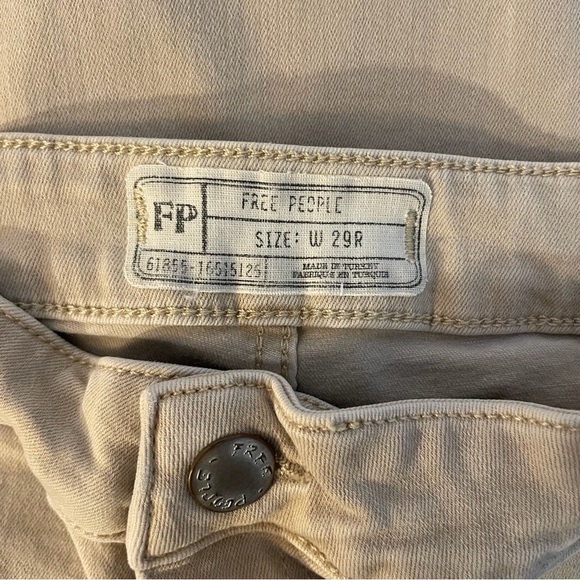 FP
FREE PEOPLE
SIZE: W 29R
61855-16515125
MADE IN TURKEY
FABRIQUE EN TURQUIE
FREE · PEOPLE ·